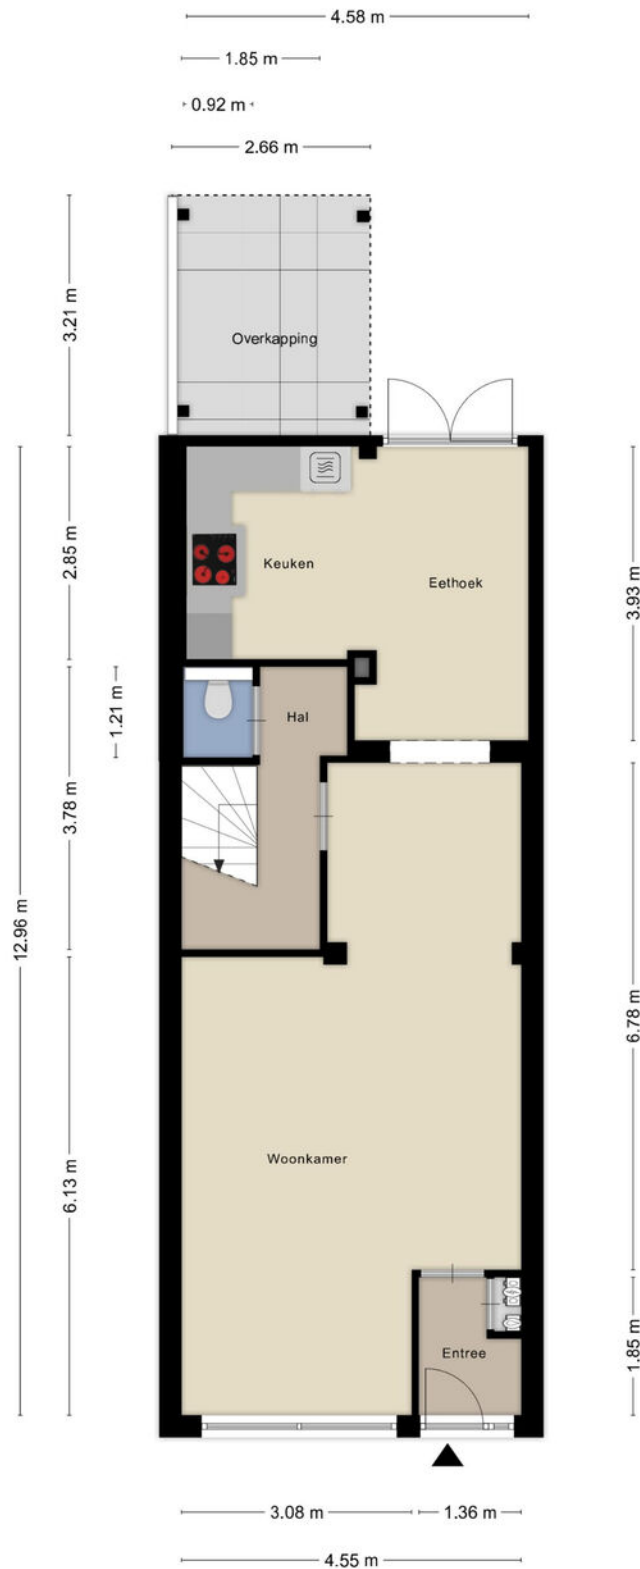 4.58 m
1.85 m
0.92 m
2.66 m
3.21 m
Overkapping
2.85 m
Keuken
Eethoek
3.93 m
1.21 m
Hal
3.78 m
12.96 m
6.78 m
Woonkamer
6.13 m
Entree
1.85 m
3.08 m
1.36 m
4.55 m